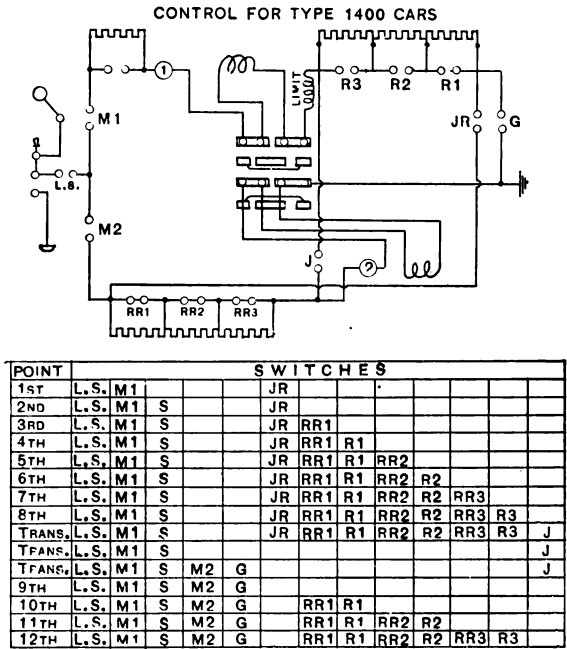 CONTROL FOR TYPE 1400 CARS
1
LIMIT
R3 R2 R1
M1
JR G
L.S.
M2
J
2
RR1 RR2 RR3
POINT SWITCHES
1ST L.S. M1 JR
2ND L.S. M1 S JR
3RD L.S. M1 S JR RR1
4TH L.S. M1 S JR RR1 R1
5TH L.S. M1 S JR RR1 R1 RR2
6TH L.S. M1 S JR RR1 R1 RR2 R2
7TH L.S. M1 S JR RR1 R1 RR2 R2 RR3
8TH L.S. M1 S JR RR1 R1 RR2 R2 RR3 R3
TRANS. L.S. M1 S JR RR1 R1 RR2 R2 RR3 R3 J
TRANS. L.S. M1 S J
TRANS. L.S. M1 S M2 G J
9TH L.S. M1 S M2 G
10TH L.S. M1 S M2 G RR1 R1
11TH L.S. M1 S M2 G RR1 R1 RR2 R2
12TH L.S. M1 S M2 G RR1 R1 RR2 R2 RR3 R3